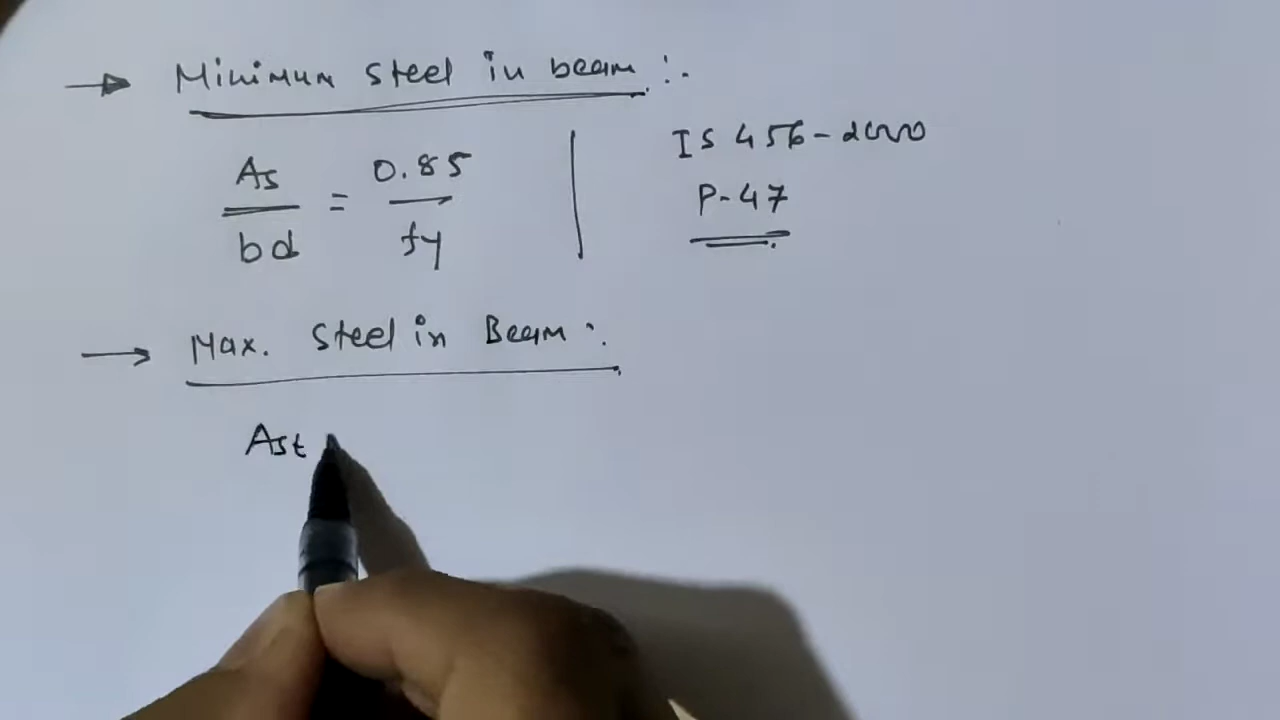 → Minimum steel in beam :.
As / bd = 0.85 / fy
IS 456-2000
P-47
→ Max. Steel in Beam :
Ast